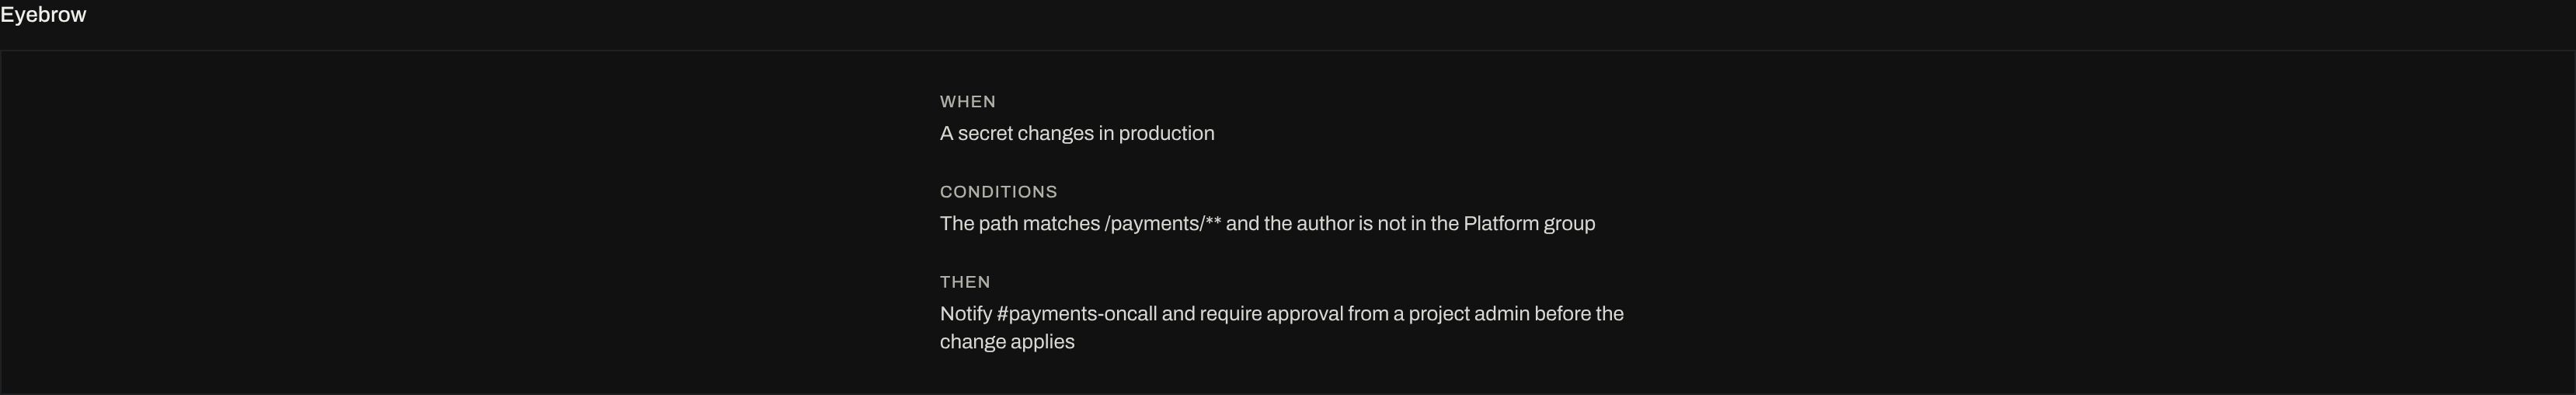 Eyebrow
WHEN
A secret changes in production
CONDITIONS
The path matches /payments/** and the author is not in the Platform group
THEN
Notify #payments-oncall and require approval from a project admin before the
change applies